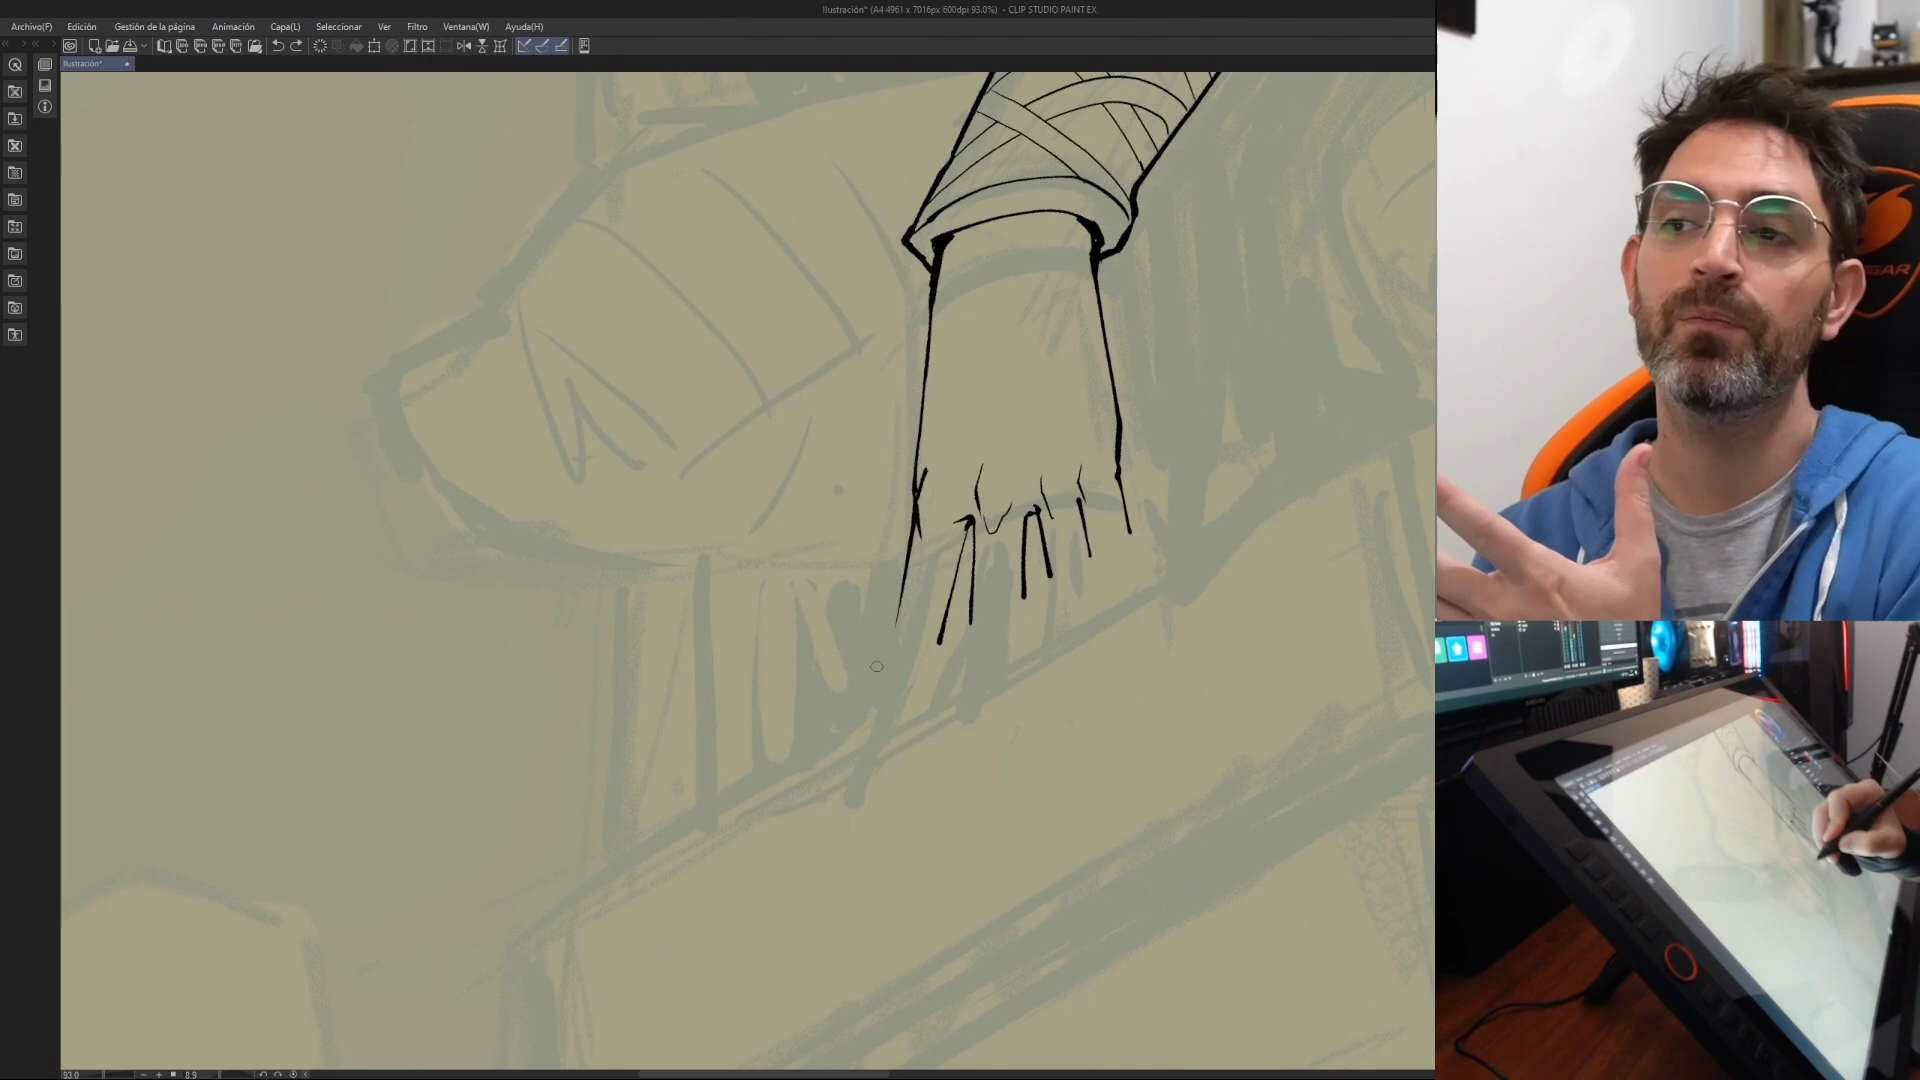 Ilustración* (A4 4961 x 7016px 600dpi 93.0%) - CLIP STUDIO PAINT EX
Archivo(F) Edición Gestión de la página Animación Capa(L) Seleccionar Ver Filtro Ventana(W) Ayuda(H)
Ilustración*
93.0
8.9
GAR